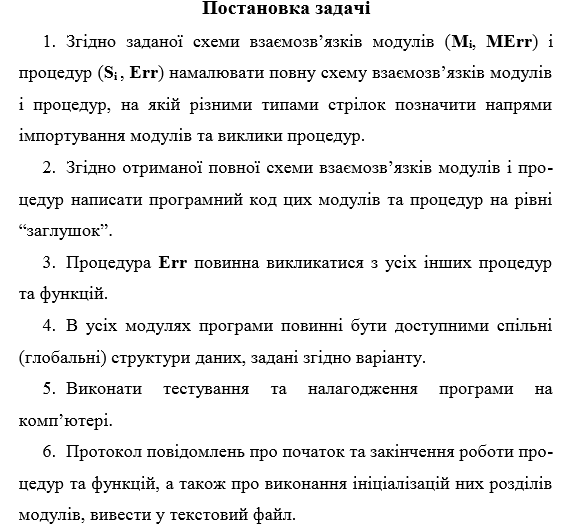 Постановка задачі
1. Згідно заданої схеми взаємозв’язків модулів (Мᵢ, MErr) і
процедур (Sᵢ , Err) намалювати повну схему взаємозв’язків модулів
і процедур, на якій різними типами стрілок позначити напрями
імпортування модулів та виклики процедур.
2. Згідно отриманої повної схеми взаємозв’язків модулів і про-
цедур написати програмний код цих модулів та процедур на рівні
“заглушок”.
3. Процедура Err повинна викликатися з усіх інших процедур
та функцій.
4. В усіх модулях програми повинні бути доступними спільні
(глобальні) структури даних, задані згідно варіанту.
5. Виконати тестування та налагодження програми на
комп’ютері.
6. Протокол повідомлень про початок та закінчення роботи про-
цедур та функцій, а також про виконання ініціалізацій них розділів
модулів, вивести у текстовий файл.